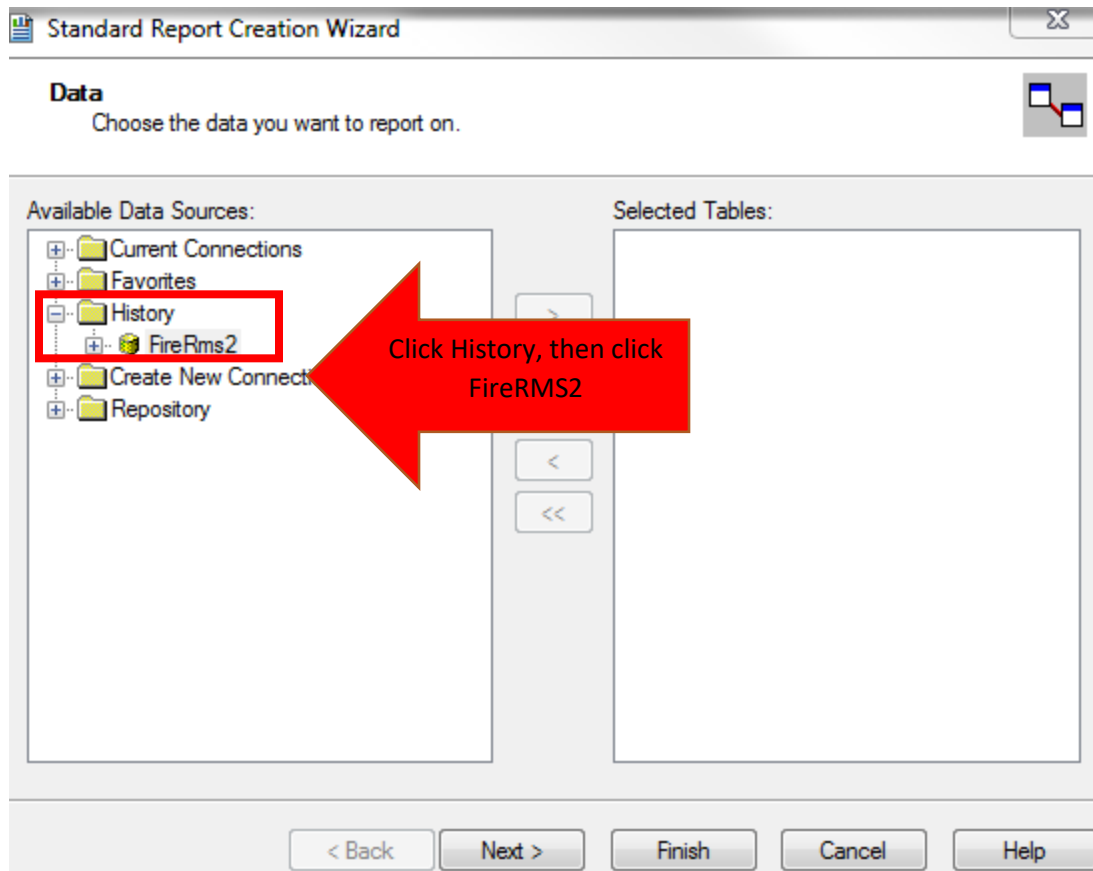 Standard Report Creation Wizard
Data
Choose the data you want to report on.
Available Data Sources:
Selected Tables:
Current Connections
Favorites
History
FireRms2
Create New Connecti
Repository
>
Click History, then click
FireRMS2
<
<<
< Back
Next >
Finish
Cancel
Help